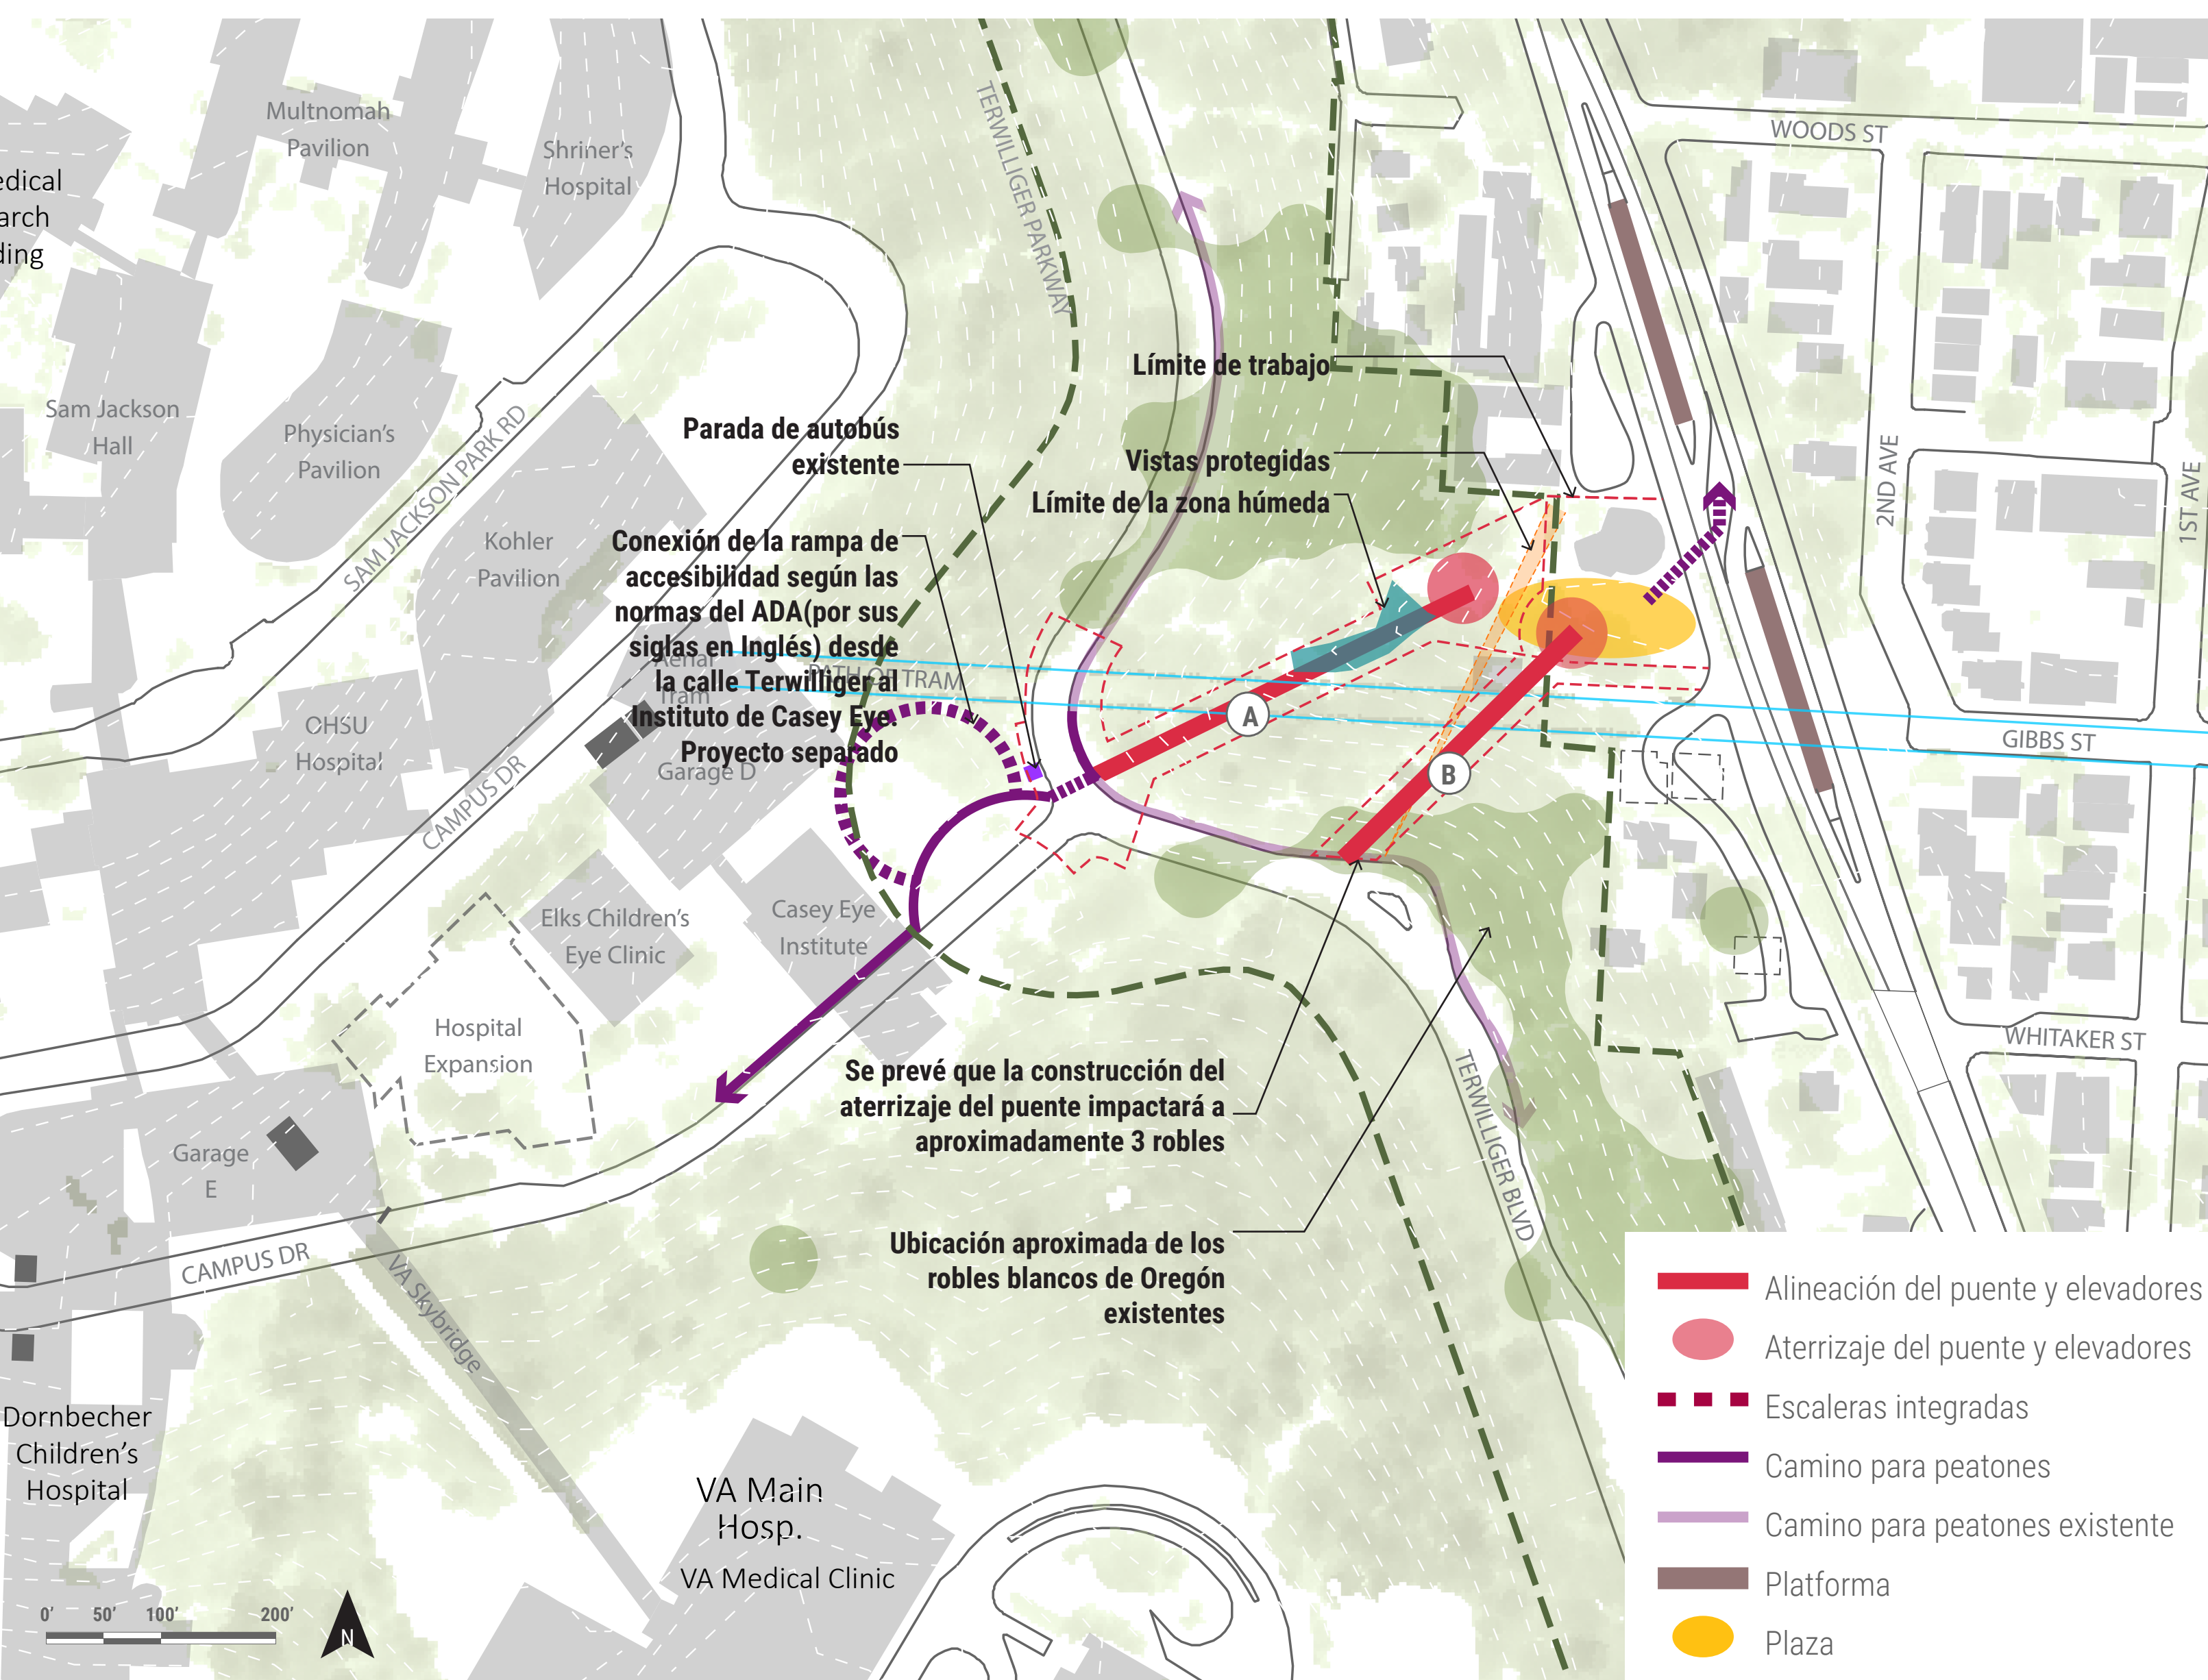 Multnomah
Pavilion
Shriner's
Hospital
edical
arch
ding
Sam Jackson
Hall
Physician's
Pavilion
SAM JACKSON PARK RD
Kohler
Pavilion
TERWILLIGER PARKWAY
WOODS ST
2ND AVE
1ST AVE
Límite de trabajo
Parada de autobús
existente
Vistas protegidas
Límite de la zona húmeda
Conexión de la rampa de
accesibilidad según las
normas del ADA(por sus
siglas en Inglés) desde
la calle Terwilliger al
Instituto de Casey Eye.
Proyecto separado
Aerial
Tram
PATH OF TRAM
OHSU
Hospital
Garage D
CAMPUS DR
A
B
GIBBS ST
Elks Children's
Eye Clinic
Casey Eye
Institute
Hospital
Expansion
WHITAKER ST
Se prevé que la construcción del
aterrizaje del puente impactará a
aproximadamente 3 robles
TERWILLIGER BLVD
Garage
E
Ubicación aproximada de los
robles blancos de Oregón
existentes
CAMPUS DR
VA Skybridge
Dornbecher
Children's
Hospital
VA Main
Hosp.
VA Medical Clinic
0' 50' 100' 200'
N
Alineación del puente y elevadores
Aterrizaje del puente y elevadores
Escaleras integradas
Camino para peatones
Camino para peatones existente
Platforma
Plaza